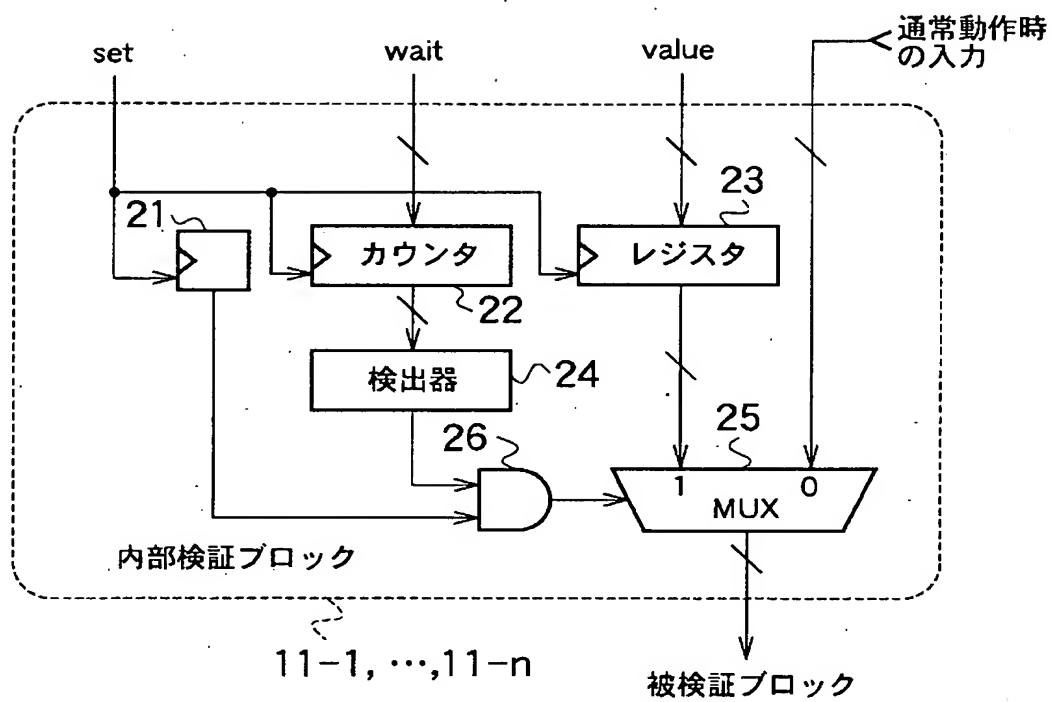 set
wait
value
通常動作時
の入力
21
カウンタ
22
23
レジスタ
検出器
24
25
26
1
0
MUX
内部検証ブロック
11-1, …,11-n
被検証ブロック